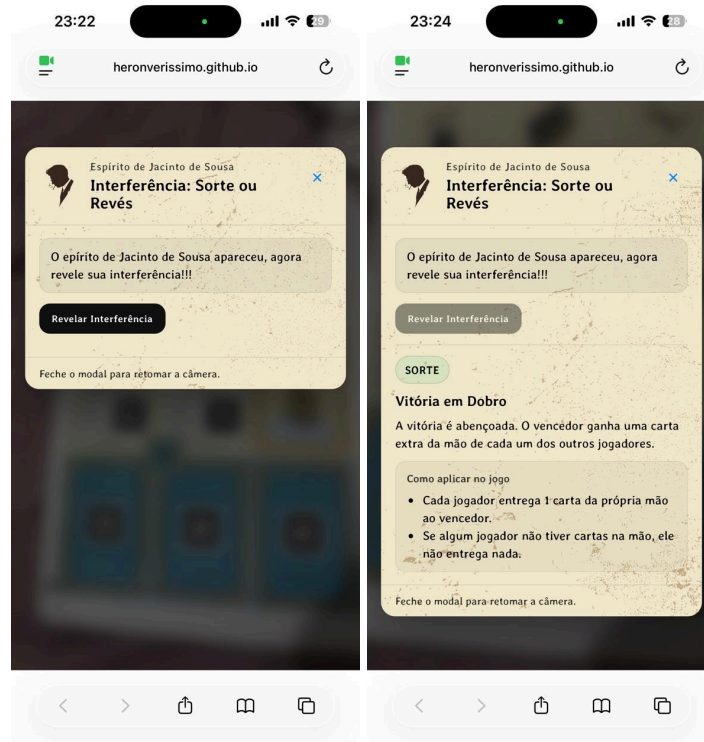 23:22
29
heronverissimo.github.io
Espírito de Jacinto de Sousa
Interferência: Sorte ou
Revés
O epírito de Jacinto de Sousa apareceu, agora
revele sua interferência!!!
Revelar Interferência
Feche o modal para retomar a câmera.
23:24
28
heronverissimo.github.io
Espírito de Jacinto de Sousa
Interferência: Sorte ou
Revés
O epírito de Jacinto de Sousa apareceu, agora
revele sua interferência!!!
Revelar Interferência
SORTE
Vitória em Dobro
A vitória é abençoada. O vencedor ganha uma carta
extra da mão de cada um dos outros jogadores.
Como aplicar no jogo
• Cada jogador entrega 1 carta da própria mão
ao vencedor.
• Se algum jogador não tiver cartas na mão, ele
não entrega nada.
Feche o modal para retomar a câmera.